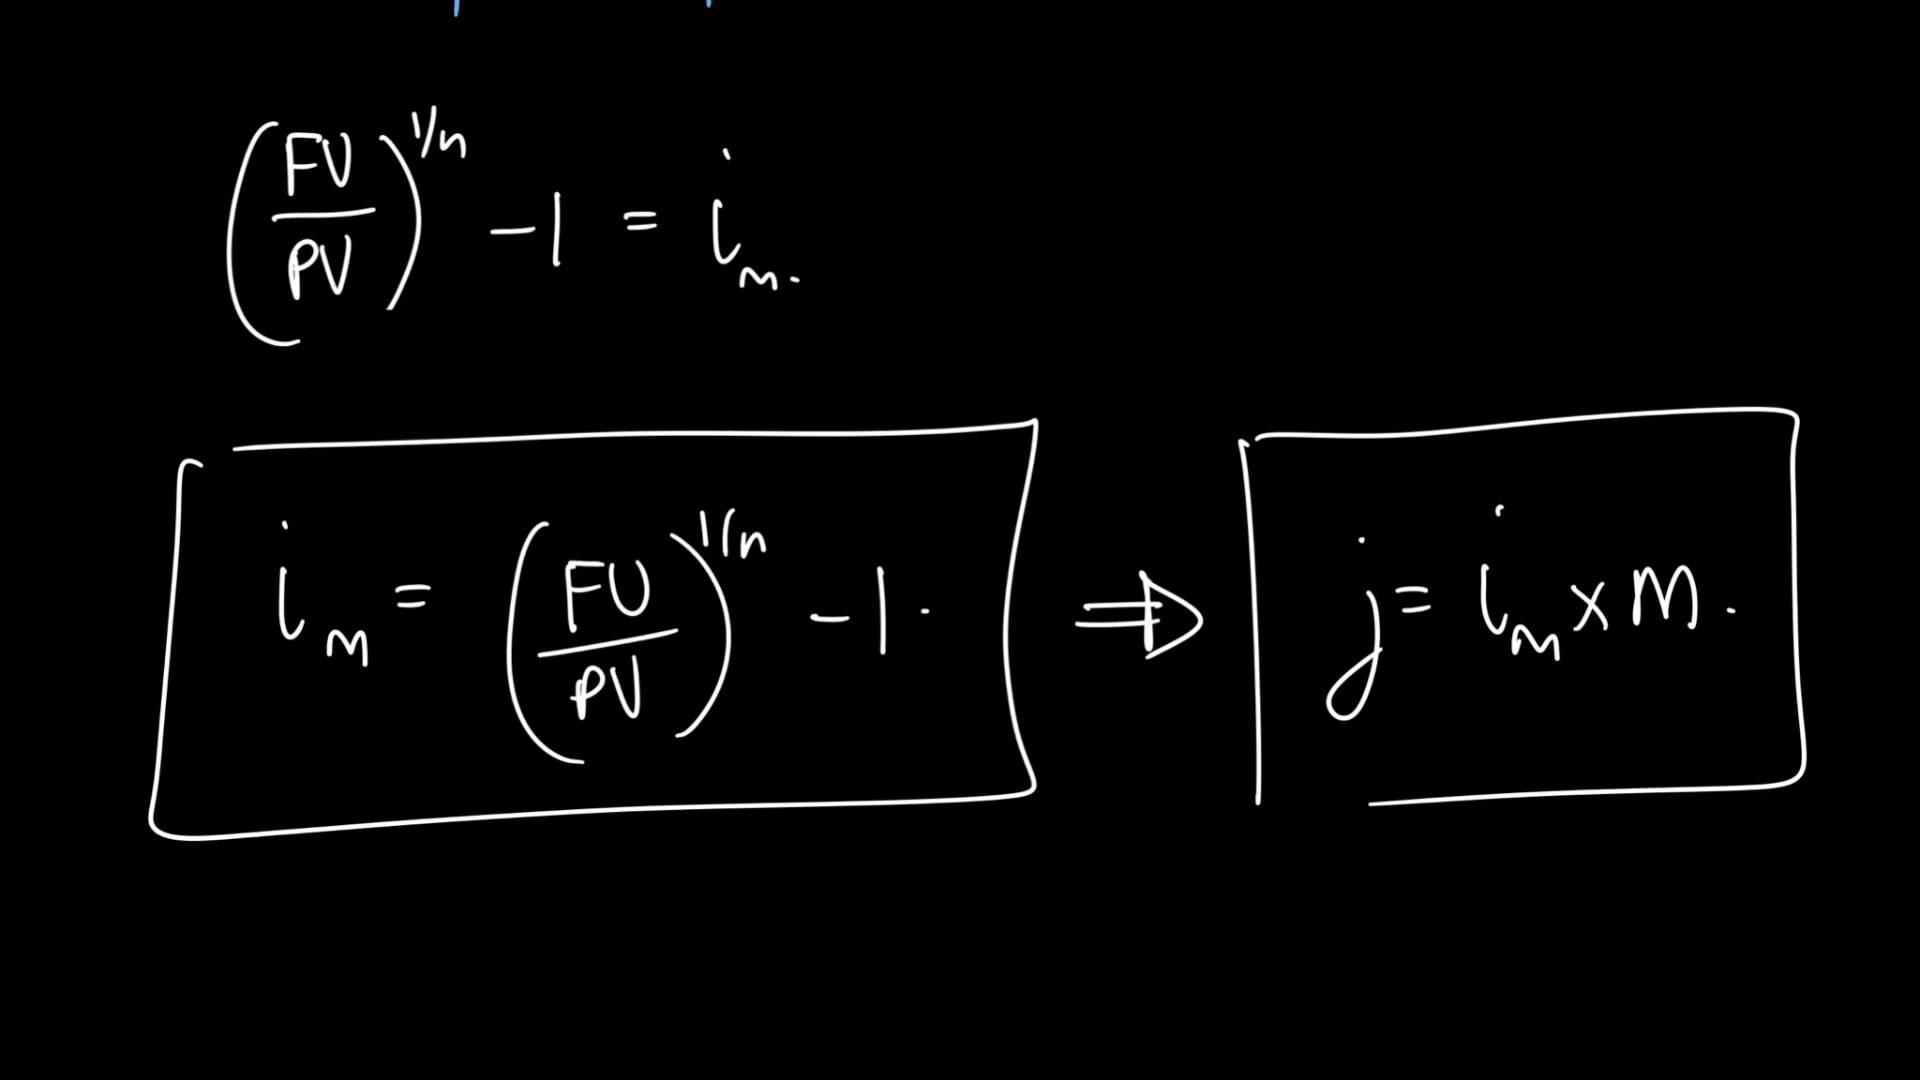 (FV/PV)^1/n - 1 = i_m.
i_m = (FV/PV)^1/n - 1. ⇒ j = i_m x m.